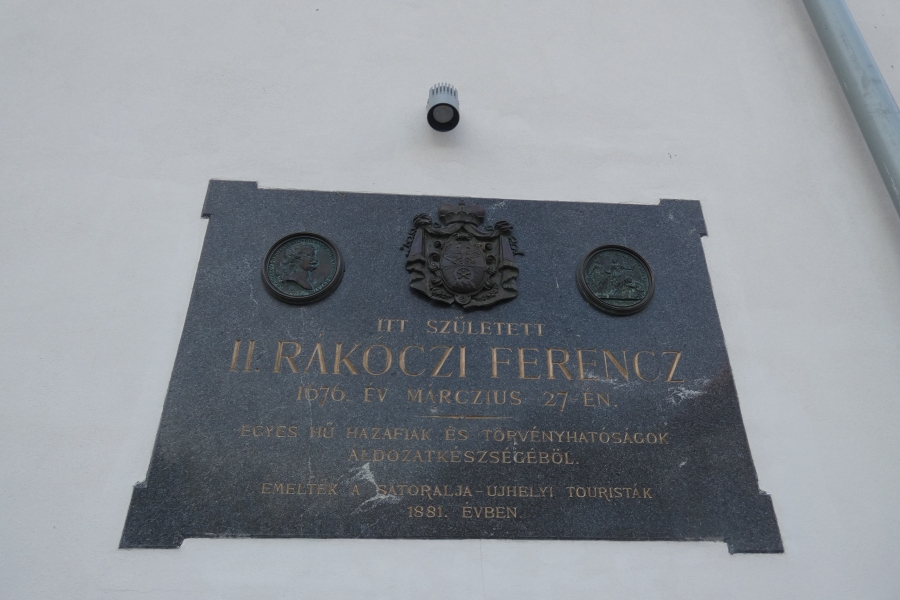 ITT SZÜLETETT
II. RÁKÓCZI FERENCZ
1676. ÉV MÁRCZIUS 27-ÉN.
EGYES HŰ HAZAFIAK ÉS TÖRVÉNYHATÓSÁGOK
ÁLDOZATKÉSZSÉGÉBŐL.
EMELTÉK A SÁTORALJA-UJHELYI TOURISTÁK
1881. ÉVBEN.